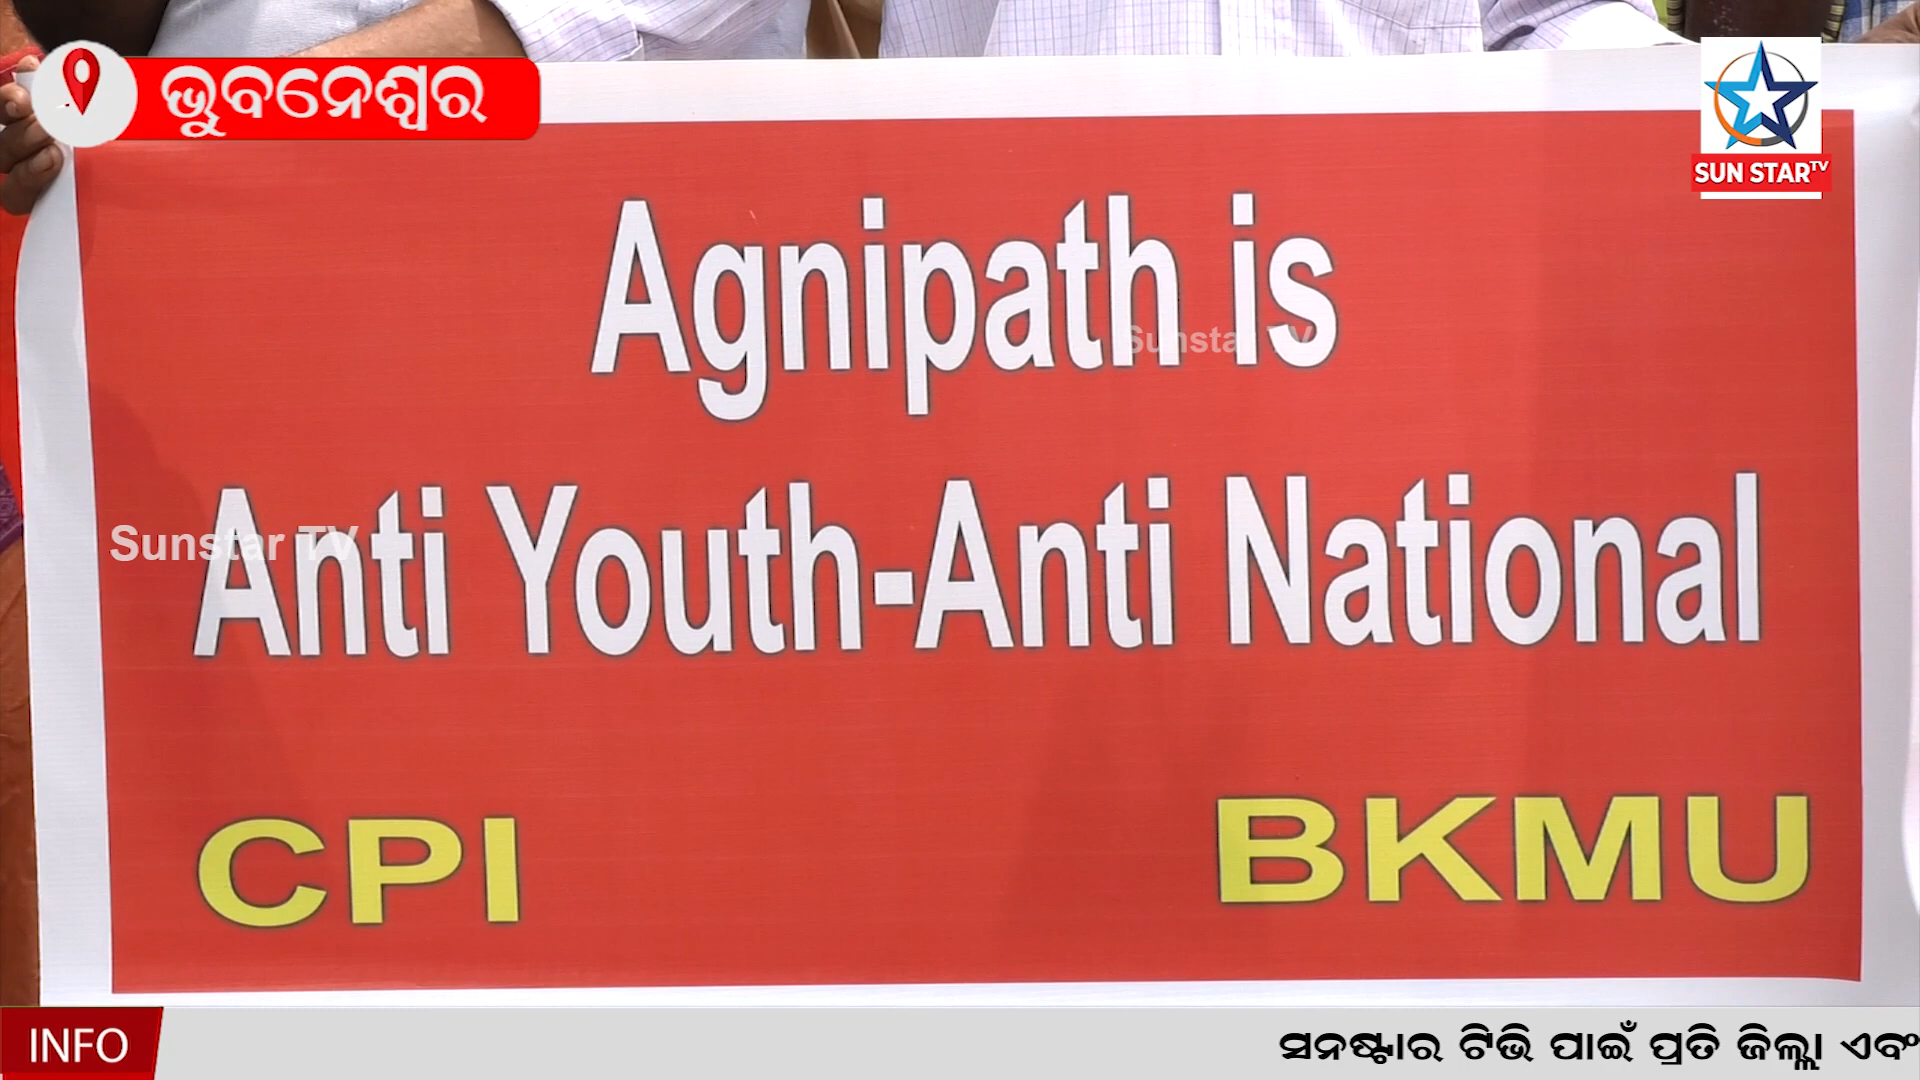 ଭୁବନେଶ୍ୱର
SUN STAR TV
Agnipath is
Sunstar TV
Anti Youth-Anti National
Sunstar TV
CPI BKMU
INFO ସନଷ୍ଟାର ଟିଭି ପାଇଁ ପ୍ରତି ଜିଲ୍ଲା ଏବଂ